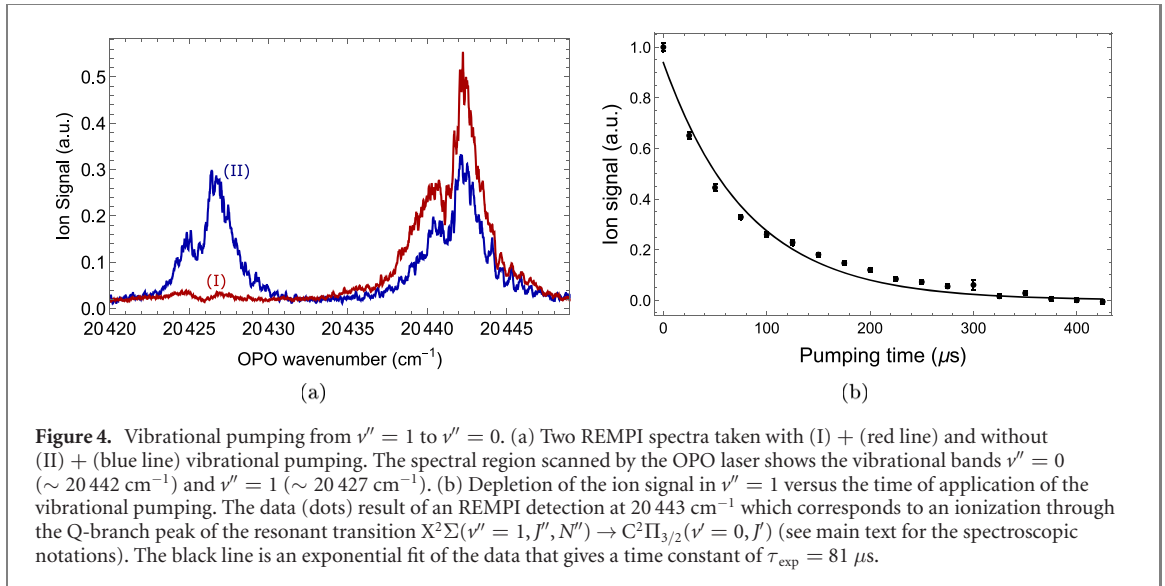 0.5
0.4
0.3
0.2
0.1
0.0
Ion Signal (a.u.)
(II)
(I)
20 420 20 425 20 430 20 435 20 440 20 445
OPO wavenumber (cm⁻¹)
(a)
1.0
0.8
0.6
0.4
0.2
0.0
Ion signal (a.u.)
0 100 200 300 400
Pumping time (μs)
(b)
Figure 4. Vibrational pumping from ν″ = 1 to ν″ = 0. (a) Two REMPI spectra taken with (I) + (red line) and without
(II) + (blue line) vibrational pumping. The spectral region scanned by the OPO laser shows the vibrational bands ν″ = 0
(∼ 20 442 cm⁻¹) and ν″ = 1 (∼ 20 427 cm⁻¹). (b) Depletion of the ion signal in ν″ = 1 versus the time of application of the
vibrational pumping. The data (dots) result of an REMPI detection at 20 443 cm⁻¹ which corresponds to an ionization through
the Q-branch peak of the resonant transition X²Σ(ν″ = 1, J″, N″) → C²Π₃/₂(ν′ = 0, J′) (see main text for the spectroscopic
notations). The black line is an exponential fit of the data that gives a time constant of τexp = 81 μs.